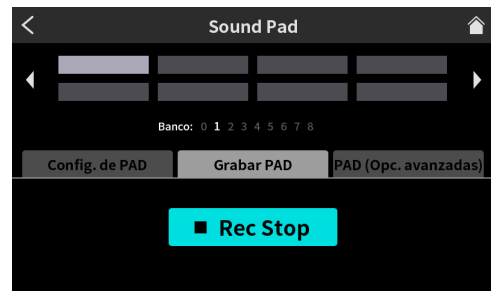 Sound Pad
Banco: 0 1 2 3 4 5 6 7 8
Config. de PAD Grabar PAD PAD (Opc. avanzadas)
Rec Stop